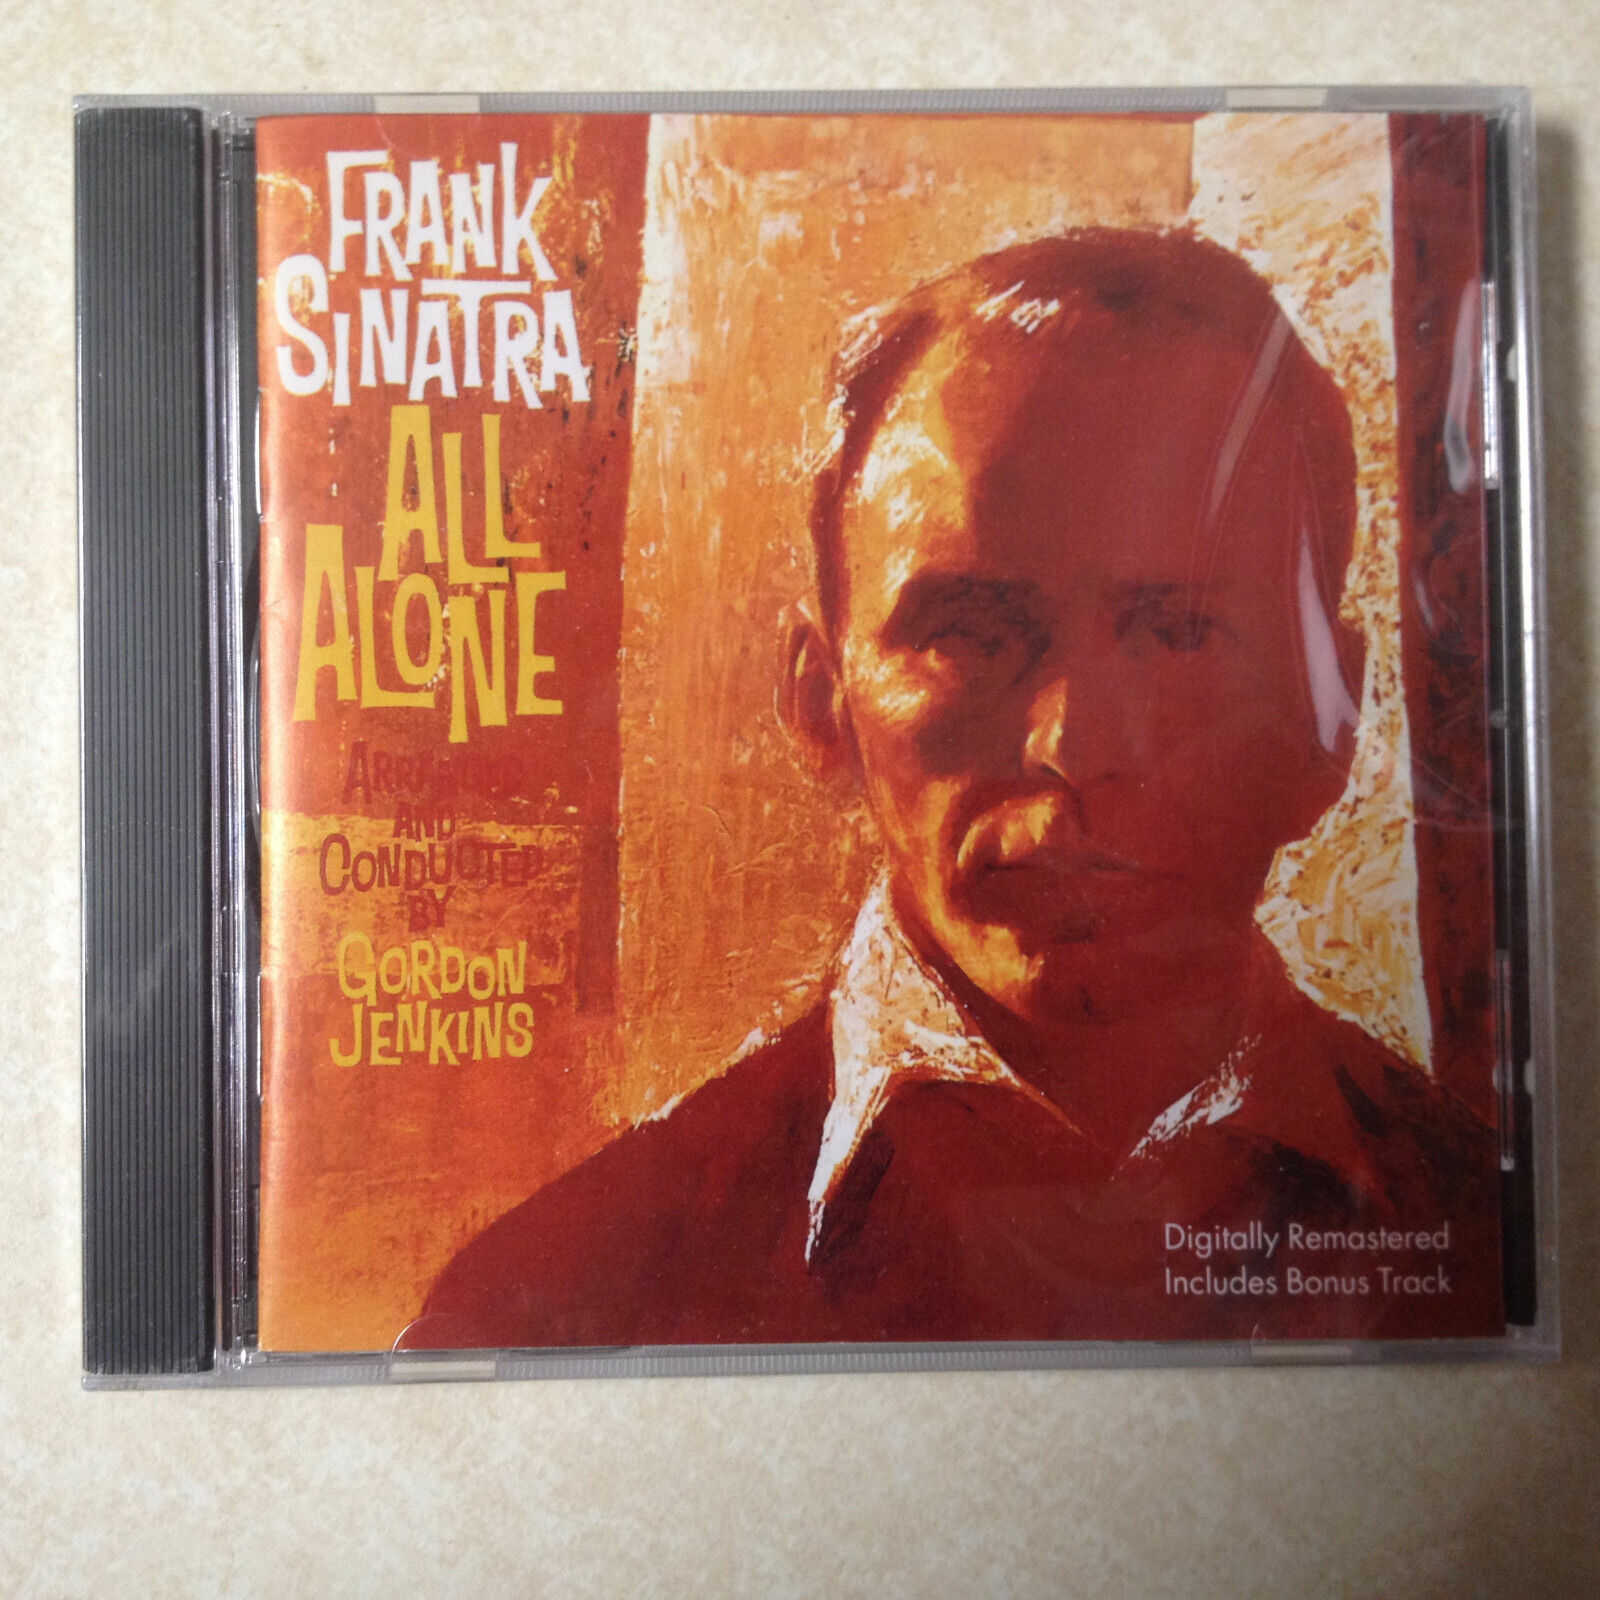 FRANK
SINATRA
ALL
ALONE
ARRANGED
AND
CONDUCTED
BY
GORDON
JENKINS
Digitally Remastered
Includes Bonus Track